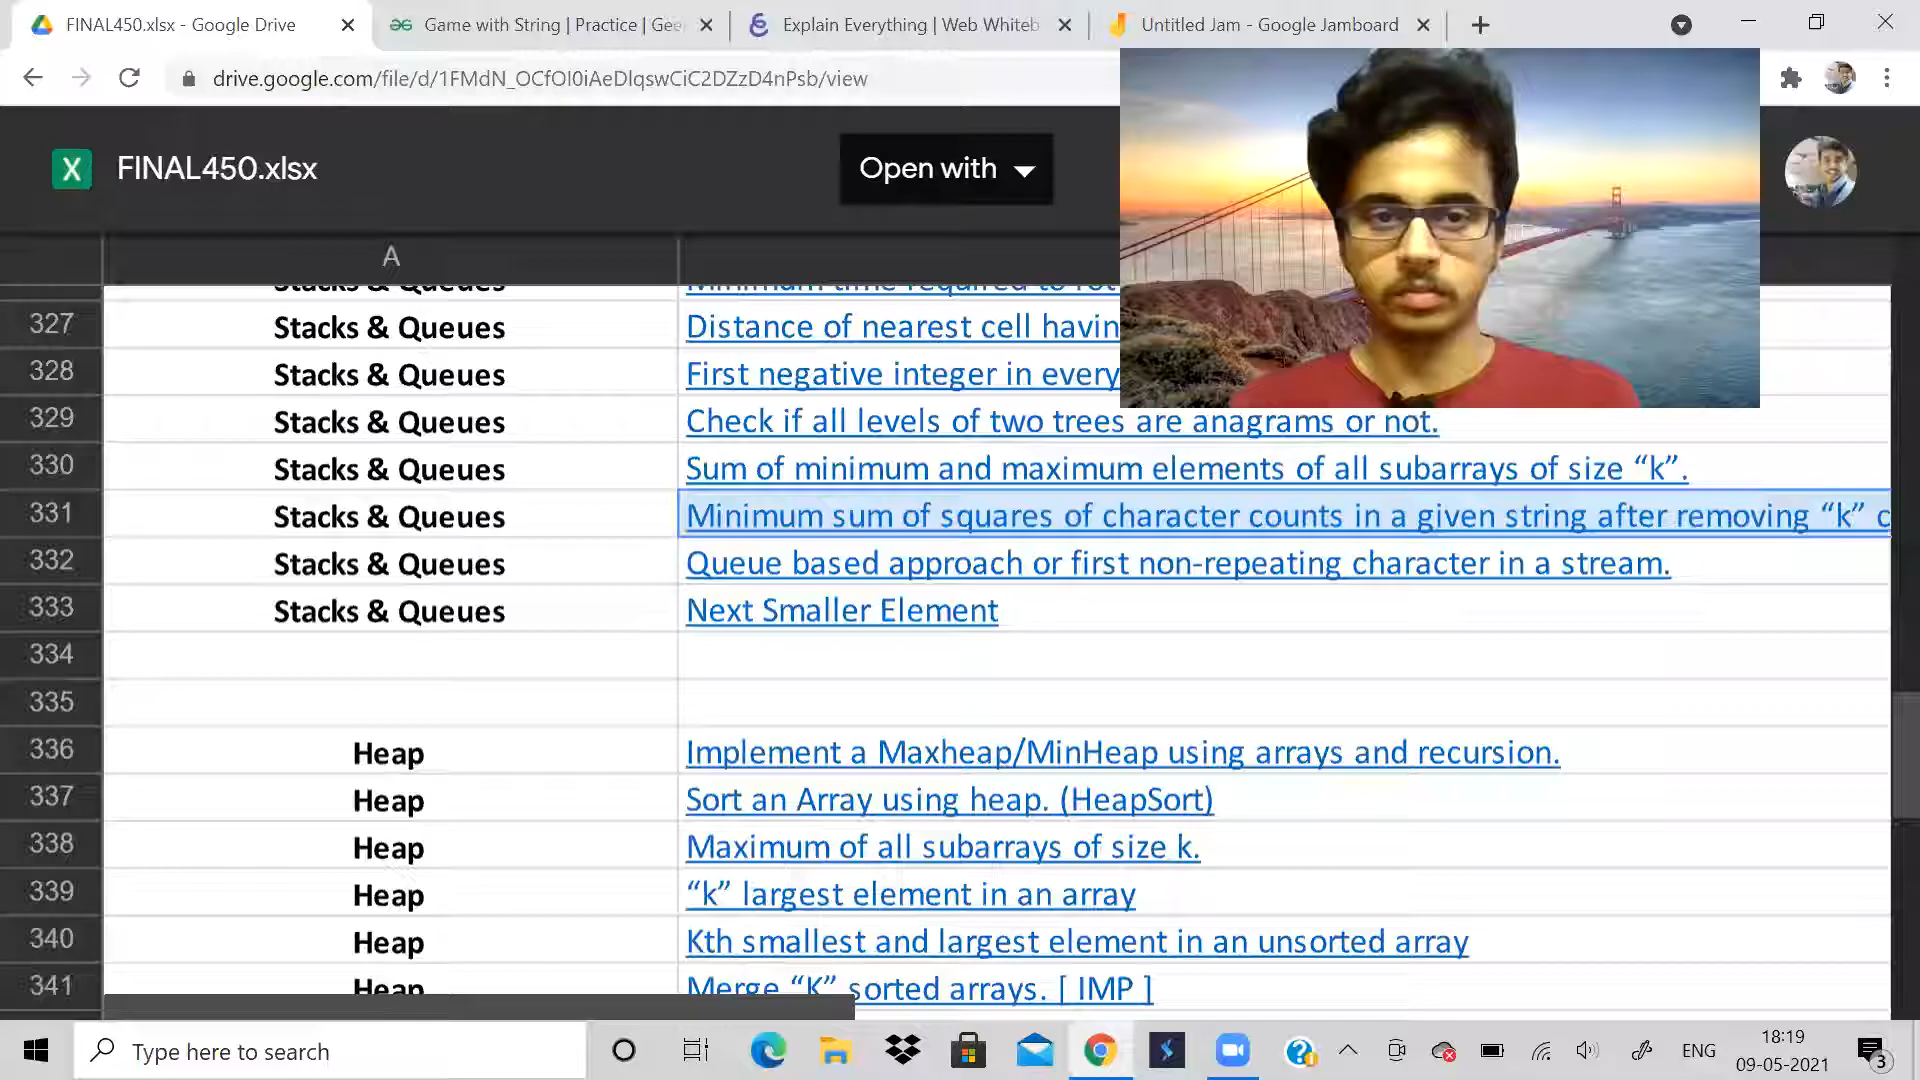 FINAL450.xlsx - Google Drive
Game with String | Practice | Gee
Explain Everything | Web Whiteb
Untitled Jam - Google Jamboard
drive.google.com/file/d/1FMdN_OCfOl0iAeDlqswCiC2DZzD4nPsb/view
X FINAL450.xlsx
Open with
A
Stacks & Queues Minimum time required to rot
327 Stacks & Queues Distance of nearest cell havin
328 Stacks & Queues First negative integer in every
329 Stacks & Queues Check if all levels of two trees are anagrams or not.
330 Stacks & Queues Sum of minimum and maximum elements of all subarrays of size “k”.
331 Stacks & Queues Minimum sum of squares of character counts in a given string after removing “k” c
332 Stacks & Queues Queue based approach or first non-repeating character in a stream.
333 Stacks & Queues Next Smaller Element
334
335
336 Heap Implement a Maxheap/MinHeap using arrays and recursion.
337 Heap Sort an Array using heap. (HeapSort)
338 Heap Maximum of all subarrays of size k.
339 Heap “k” largest element in an array
340 Heap Kth smallest and largest element in an unsorted array
341 Heap Merge “K” sorted arrays. [ IMP ]
Type here to search
ENG
18:19
09-05-2021
3